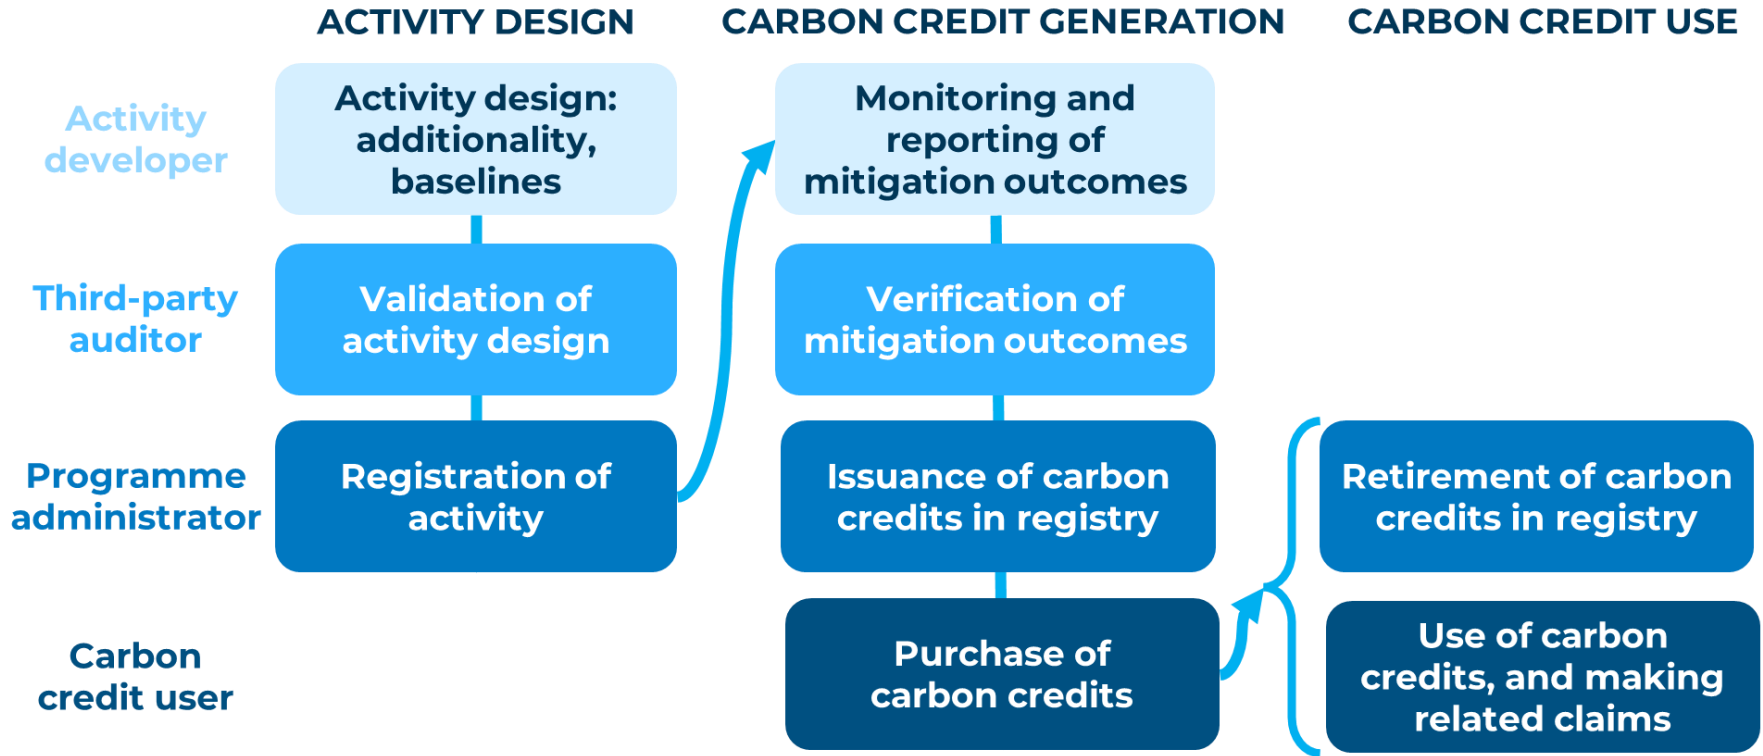 ACTIVITY DESIGN
CARBON CREDIT GENERATION
CARBON CREDIT USE
Activity
developer
Activity design:
additionality,
baselines
Monitoring and
reporting of
mitigation outcomes
Third-party
auditor
Validation of
activity design
Verification of
mitigation outcomes
Programme
administrator
Registration of
activity
Issuance of carbon
credits in registry
Retirement of carbon
credits in registry
Carbon
credit user
Purchase of
carbon credits
Use of carbon
credits, and making
related claims